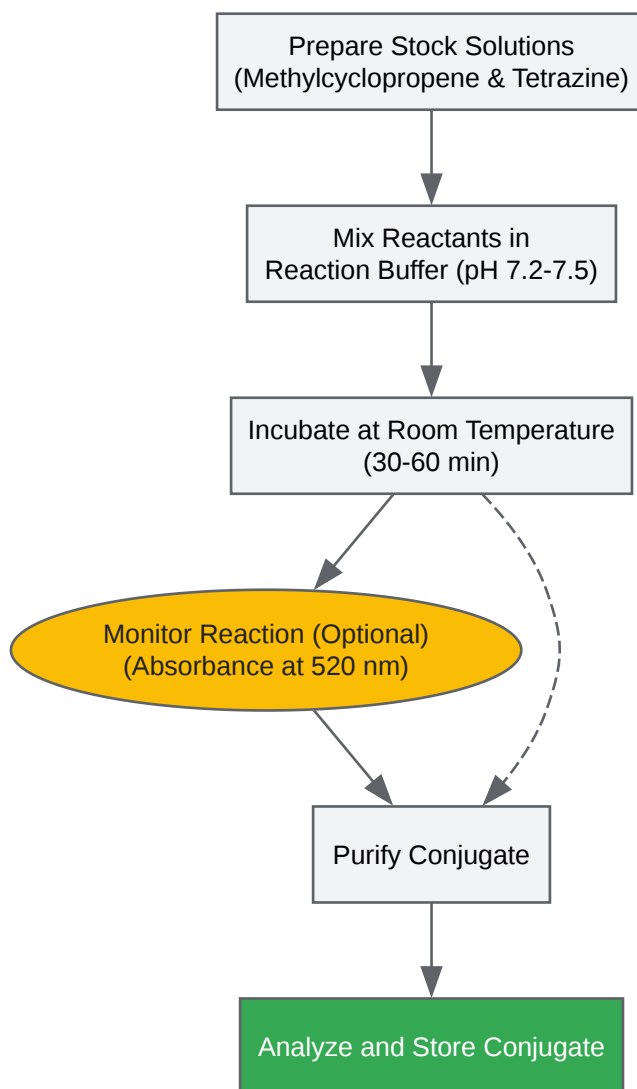 Prepare Stock Solutions
(Methylcyclopropene & Tetrazine)
Mix Reactants in
Reaction Buffer (pH 7.2-7.5)
Incubate at Room Temperature
(30-60 min)
Monitor Reaction (Optional)
(Absorbance at 520 nm)
Purify Conjugate
Analyze and Store Conjugate